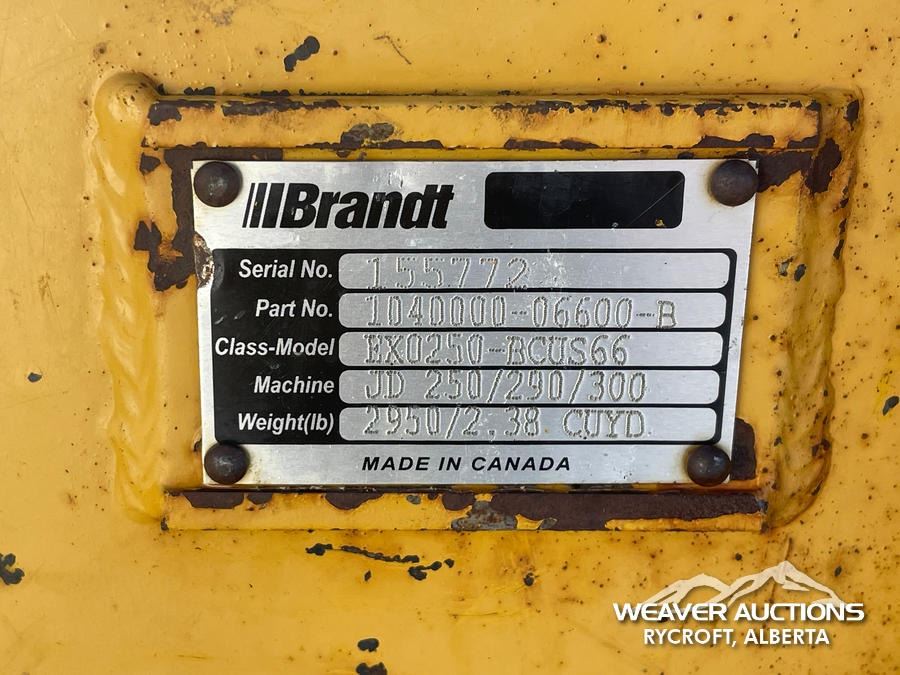 Brandt
Serial No. 155772
Part No. 1040000-06600-B
Class-Model EX0250-BCUS66
Machine JD 250/290/300
Weight(lb) 2950/2.38 CUYD
MADE IN CANADA
WEAVER AUCTIONS
RYCROFT, ALBERTA